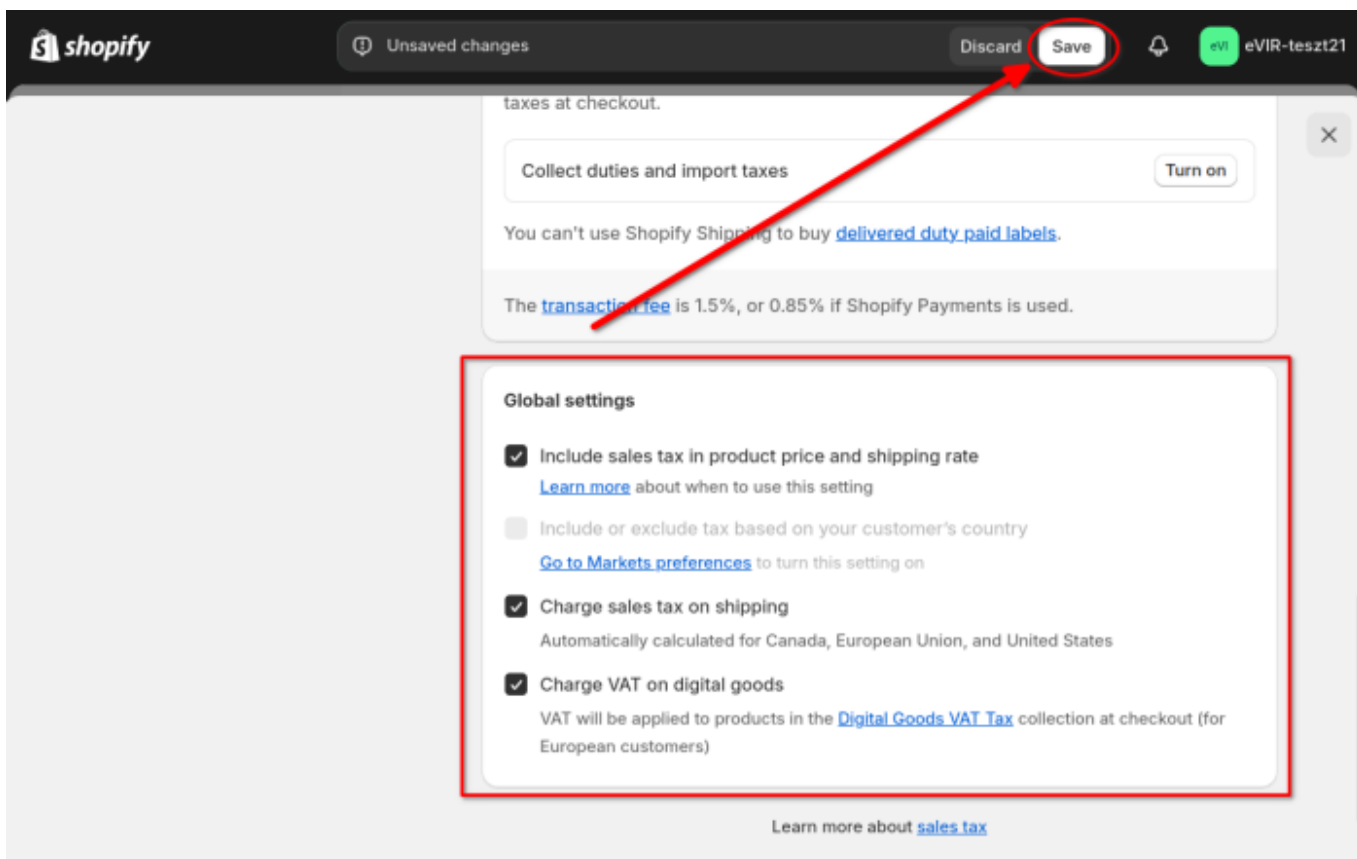 shopify
Unsaved changes
Discard
Save
eVI
eVIR-teszt21
taxes at checkout.
Collect duties and import taxes
Turn on
You can't use Shopify Shipping to buy delivered duty paid labels.
The transaction fee is 1.5%, or 0.85% if Shopify Payments is used.
Global settings
Include sales tax in product price and shipping rate
Learn more about when to use this setting
Include or exclude tax based on your customer's country
Go to Markets preferences to turn this setting on
Charge sales tax on shipping
Automatically calculated for Canada, European Union, and United States
Charge VAT on digital goods
VAT will be applied to products in the Digital Goods VAT Tax collection at checkout (for
European customers)
Learn more about sales tax